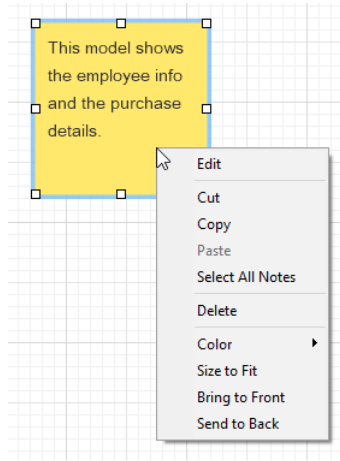 This model shows
the employee info
and the purchase
details.
Edit
Cut
Copy
Paste
Select All Notes
Delete
Color
Size to Fit
Bring to Front
Send to Back